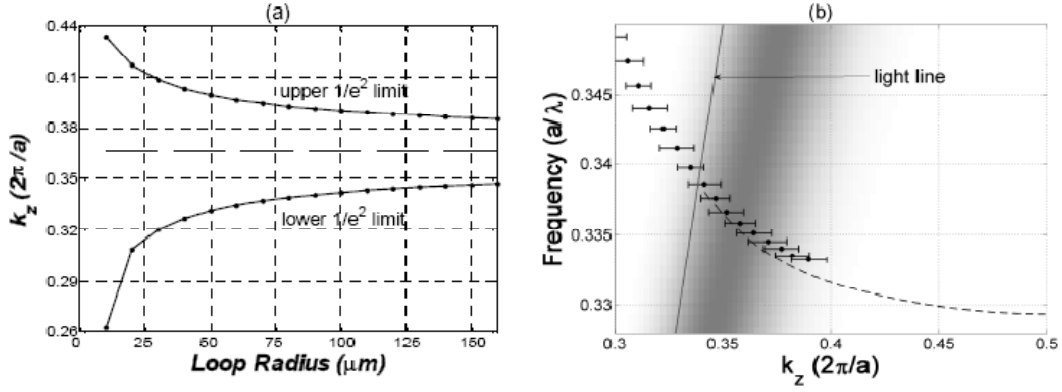 (a)
0.44
0.41
0.38
0.35
0.32
0.29
0.26
k_z (2π/a)
upper 1/e² limit
lower 1/e² limit
0 25 50 75 100 125 150
Loop Radius (μm)
(b)
0.345
0.34
0.335
0.33
Frequency (a/λ)
light line
0.3 0.35 0.4 0.45 0.5
k_z (2π/a)